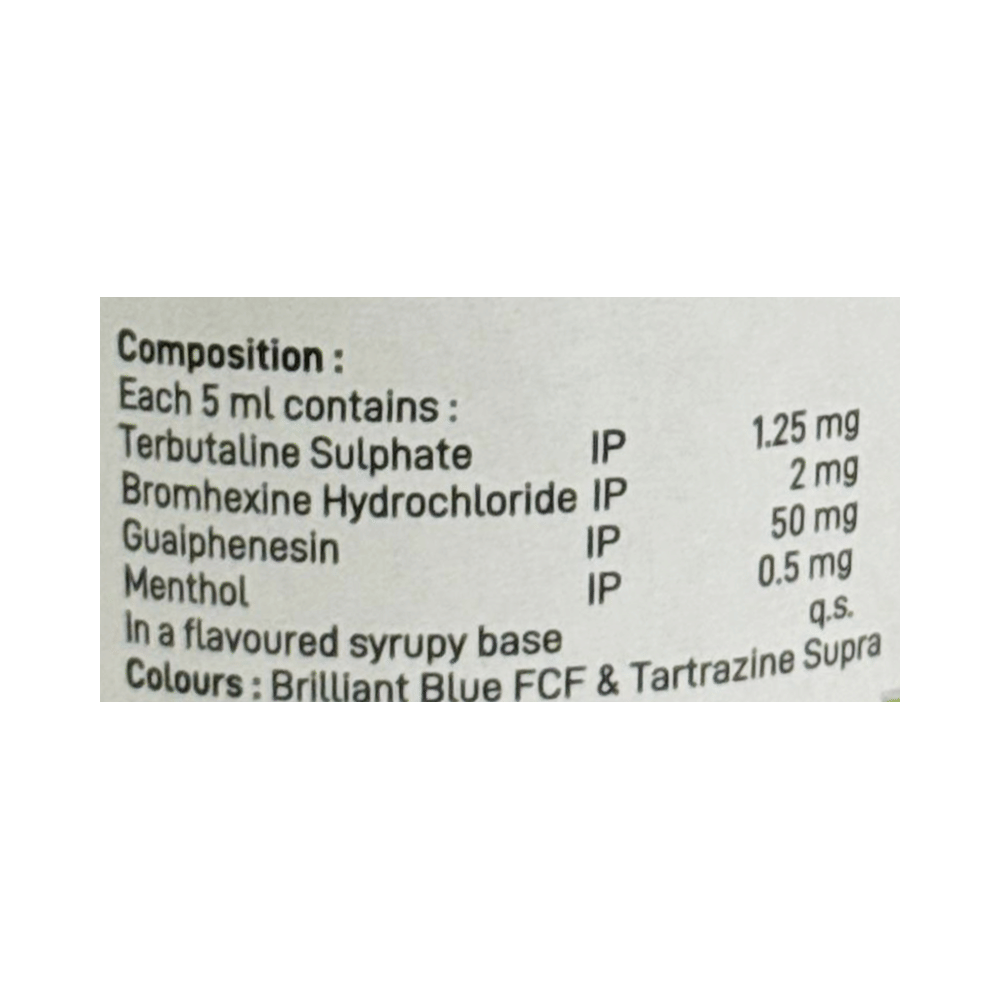 Composition :
Each 5 ml contains :
Terbutaline Sulphate IP 1.25 mg
Bromhexine Hydrochloride IP 2 mg
Guaiphenesin IP 50 mg
Menthol IP 0.5 mg
In a flavoured syrupy base q.s.
Colours : Brilliant Blue FCF & Tartrazine Supra